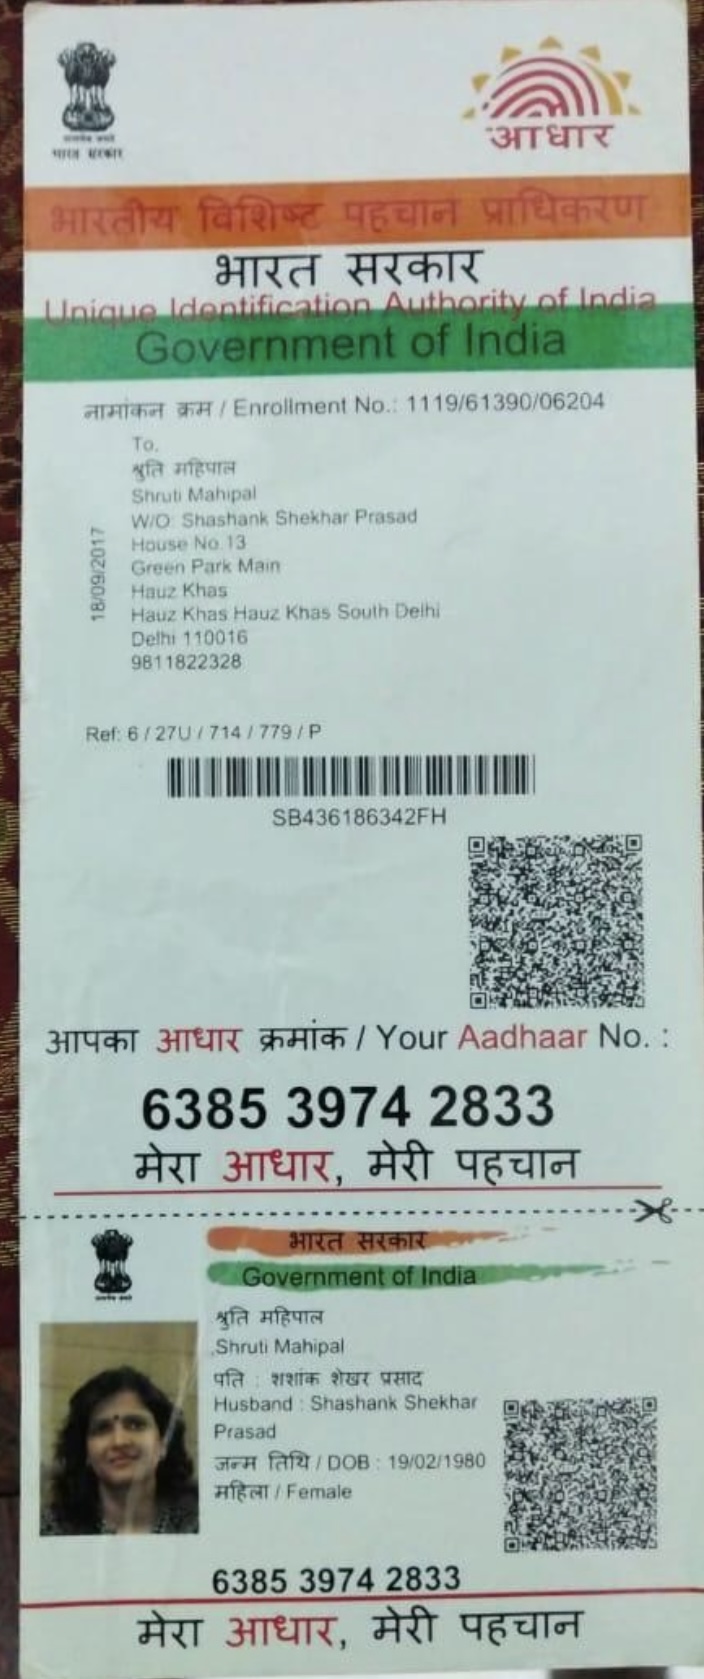 भारत सरकार
आधार
भारतीय विशिष्ट पहचान प्राधिकरण
भारत सरकार
Unique Identification Authority of India
Government of India
नामांकन क्रम / Enrollment No.: 1119/61390/06204
To,
श्रुति महिपाल
Shruti Mahipal
W/O: Shashank Shekhar Prasad
House No 13
Green Park Main
Hauz Khas
Hauz Khas Hauz Khas South Delhi
Delhi 110016
9811822328
18/09/2017
Ref: 6 / 27U / 714 / 779 / P
SB436186342FH
आपका आधार क्रमांक / Your Aadhaar No. :
6385 3974 2833
मेरा आधार, मेरी पहचान
भारत सरकार
Government of India
श्रुति महिपाल
Shruti Mahipal
पति : शशांक शेखर प्रसाद
Husband : Shashank Shekhar
Prasad
जन्म तिथि / DOB : 19/02/1980
महिला / Female
6385 3974 2833
मेरा आधार, मेरी पहचान